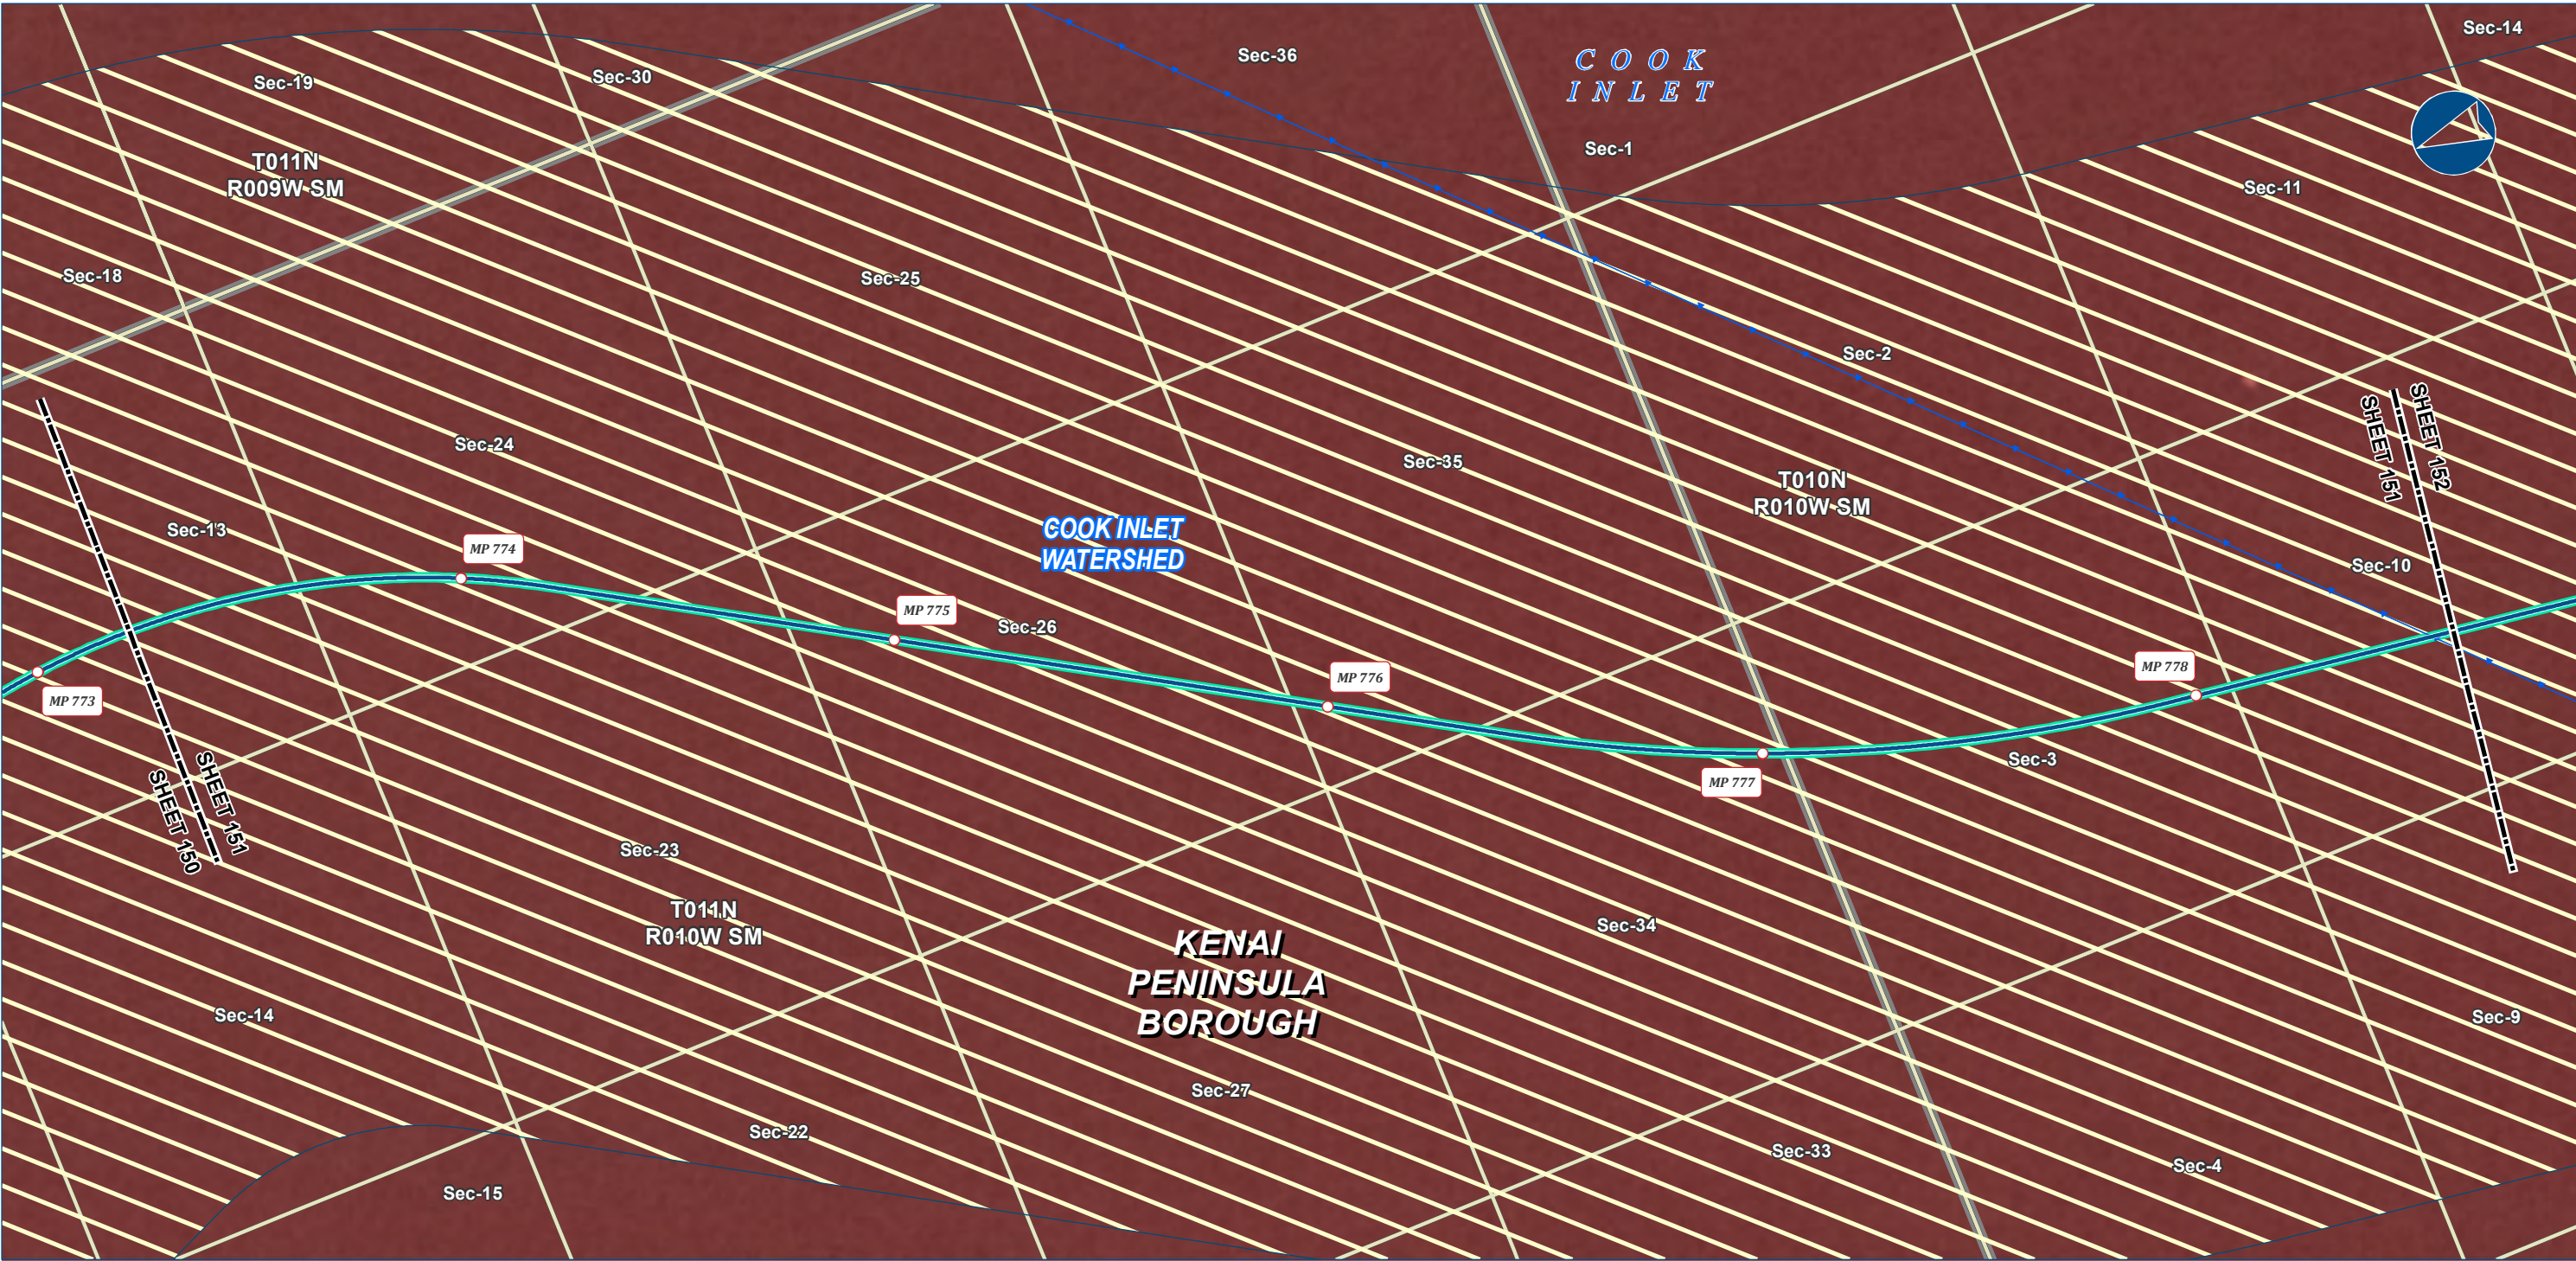 Sec-14
Sec-36
COOK
INLET
Sec-19
Sec-30
Sec-1
T011N
R009W SM
Sec-11
Sec-18
Sec-25
Sec-2
Sec-24
Sec-35
T010N
R010W SM
SHEET 152
SHEET 151
Sec-13
COOK INLET
WATERSHED
MP 774
Sec-10
MP 775
Sec-26
MP 773
MP 776
MP 778
MP 777
Sec-3
SHEET 151
SHEET 150
Sec-23
T011N
R010W SM
Sec-34
KENAI
PENINSULA
BOROUGH
Sec-14
Sec-9
Sec-27
Sec-22
Sec-33
Sec-4
Sec-15